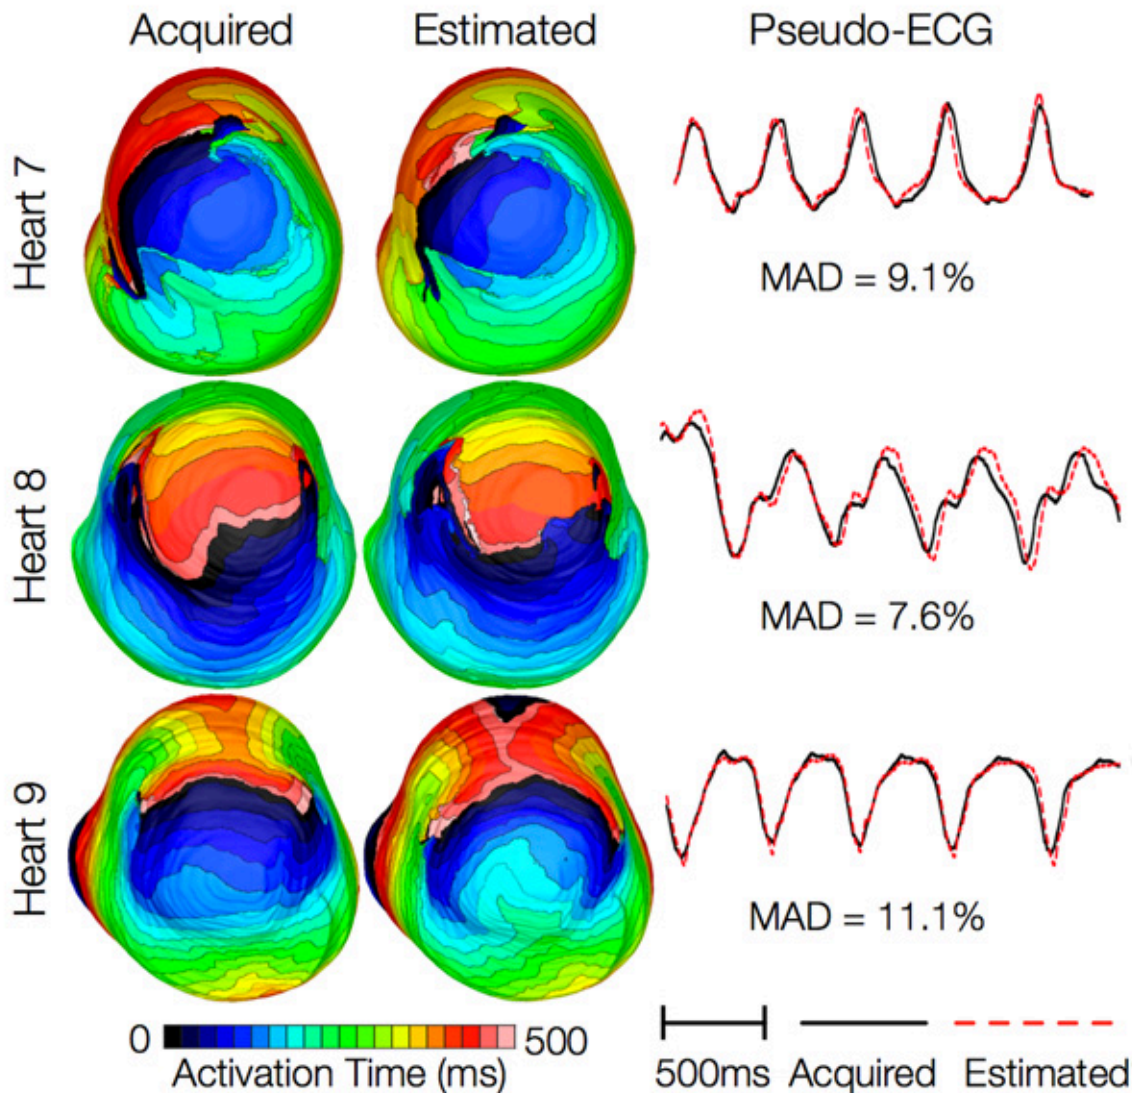 Acquired Estimated Pseudo-ECG
Heart 7
MAD = 9.1%
Heart 8
MAD = 7.6%
Heart 9
MAD = 11.1%
0 500
Activation Time (ms)
500ms Acquired Estimated